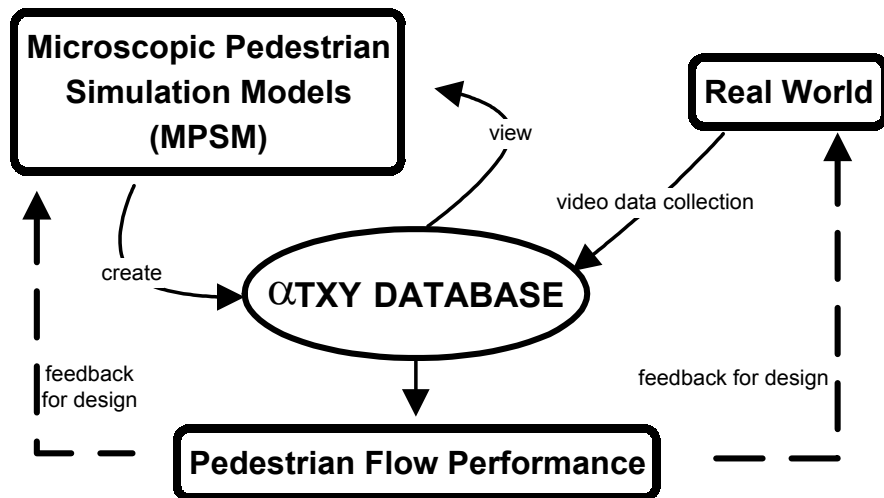 Microscopic Pedestrian
Simulation Models
(MPSM)
Real World
view
video data collection
create
αTXY DATABASE
feedback
for design
feedback for design
Pedestrian Flow Performance